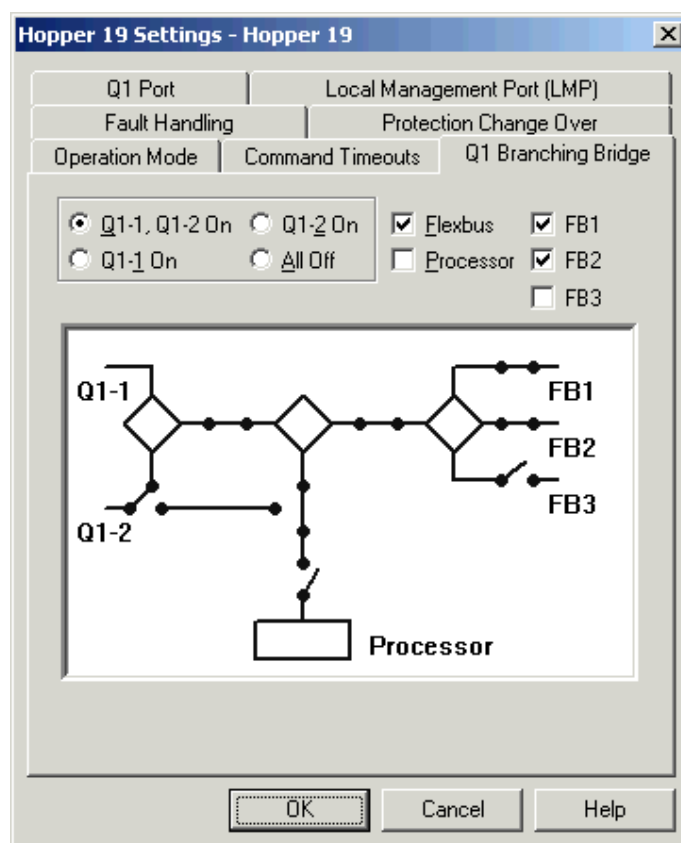 Hopper 19 Settings - Hopper 19
Q1 Port Local Management Port (LMP)
Fault Handling Protection Change Over
Operation Mode Command Timeouts Q1 Branching Bridge
Q1-1, Q1-2 On Q1-2 On Flexbus FB1
Q1-1 On All Off Processor FB2
FB3
Q1-1 FB1
FB2
Q1-2 FB3
Processor
OK Cancel Help